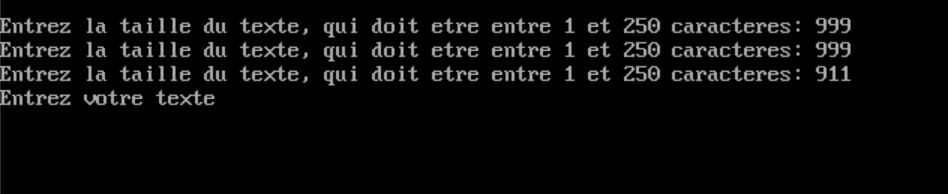 Entrez la taille du texte, qui doit etre entre 1 et 250 caracteres: 999
Entrez la taille du texte, qui doit etre entre 1 et 250 caracteres: 999
Entrez la taille du texte, qui doit etre entre 1 et 250 caracteres: 911
Entrez votre texte